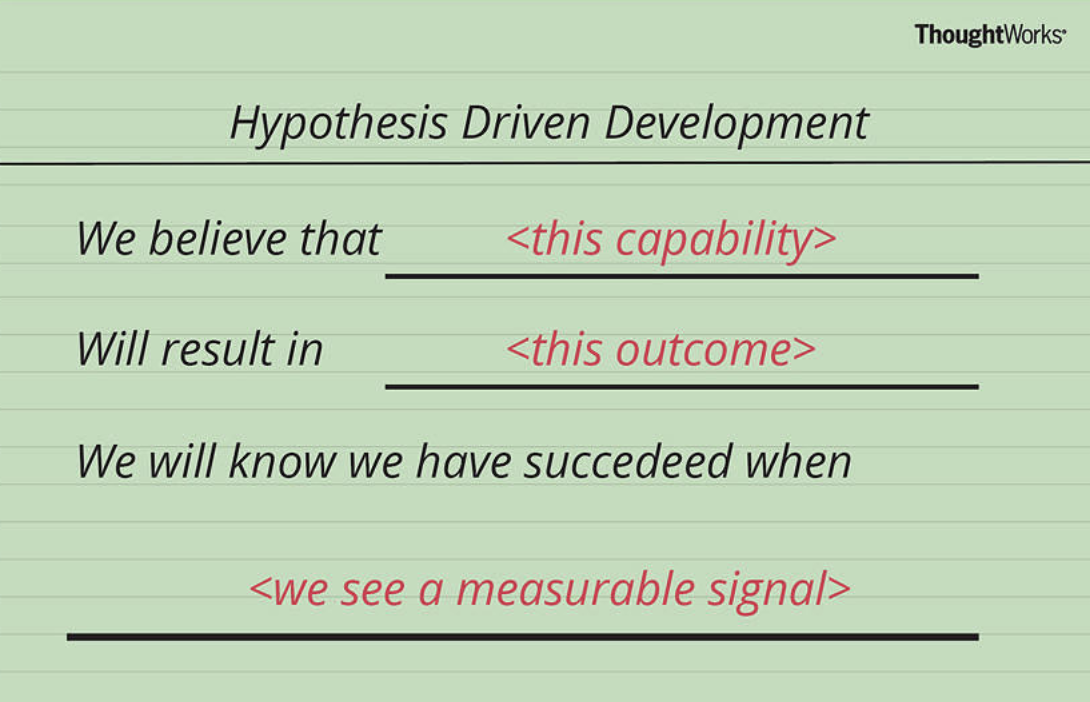 ThoughtWorks®
Hypothesis Driven Development
We believe that <this capability>
Will result in <this outcome>
We will know we have succedeed when
<we see a measurable signal>